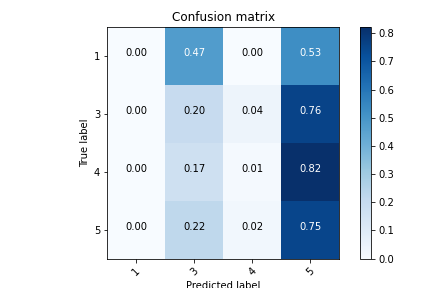 Confusion matrix
0.8
1 0.00 0.47 0.00 0.53
0.7
0.6
3 0.00 0.20 0.04 0.76
0.5
True label
0.4
4 0.00 0.17 0.01 0.82
0.3
0.2
5 0.00 0.22 0.02 0.75
0.1
0.0
1 3 4 5
Predicted label